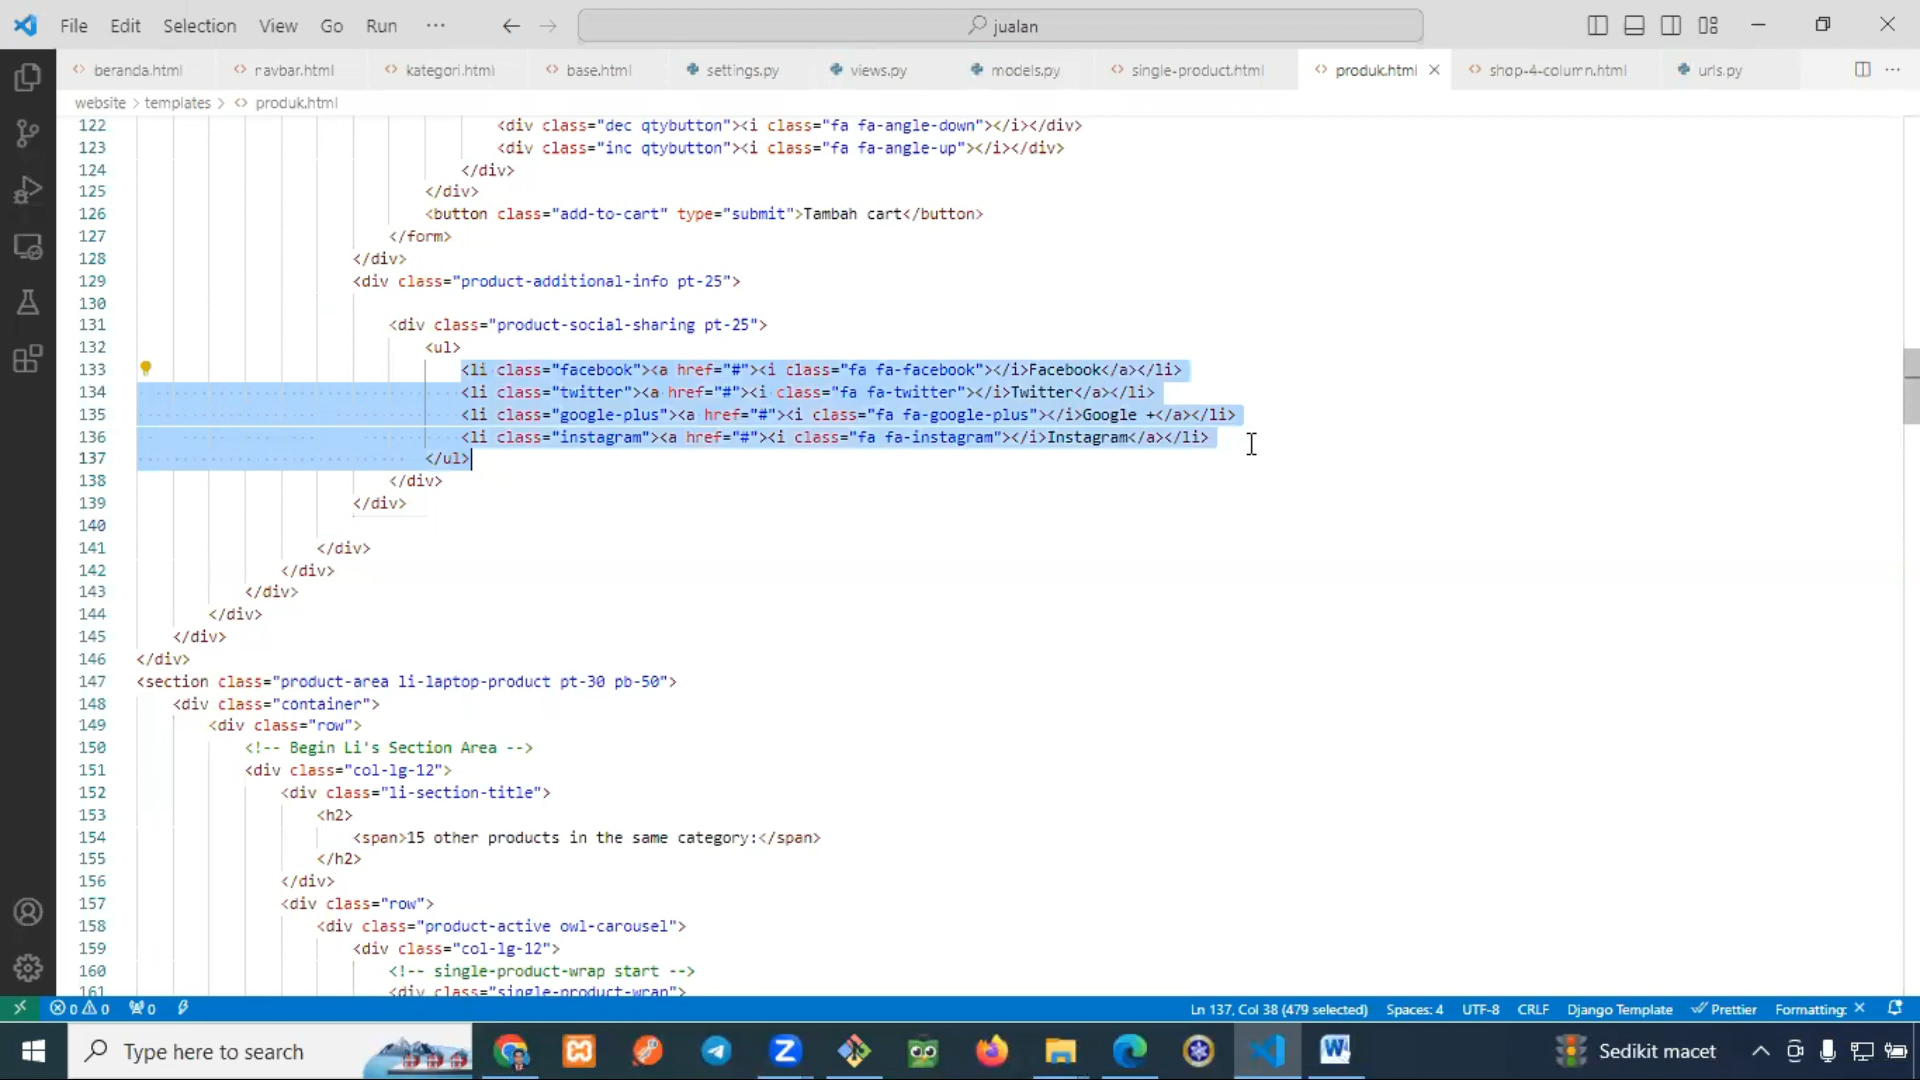 File Edit Selection View Go Run ··· jualan
beranda.html navbar.html kategori.html base.html settings.py views.py models.py single-product.html produk.html shop-4-column.html urls.py
website > templates > <> produk.html
122 <div class="dec qtybutton"><i class="fa fa-angle-down"></i></div>
123 <div class="inc qtybutton"><i class="fa fa-angle-up"></i></div>
124 </div>
125 </div>
126 <button class="add-to-cart" type="submit">Tambah cart</button>
127 </form>
128 </div>
129 <div class="product-additional-info pt-25">
130
131 <div class="product-social-sharing pt-25">
132 <ul>
133 <li class="facebook"><a href="#"><i class="fa fa-facebook"></i>Facebook</a></li>
134 <li class="twitter"><a href="#"><i class="fa fa-twitter"></i>Twitter</a></li>
135 <li class="google-plus"><a href="#"><i class="fa fa-google-plus"></i>Google +</a></li>
136 <li class="instagram"><a href="#"><i class="fa fa-instagram"></i>Instagram</a></li>
137 </ul>
138 </div>
139 </div>
140
141 </div>
142 </div>
143 </div>
144 </div>
145 </div>
146 </div>
147 <section class="product-area li-laptop-product pt-30 pb-50">
148 <div class="container">
149 <div class="row">
150 <!-- Begin Li's Section Area -->
151 <div class="col-lg-12">
152 <div class="li-section-title">
153 <h2>
154 <span>15 other products in the same category:</span>
155 </h2>
156 </div>
157 <div class="row">
158 <div class="product-active owl-carousel">
159 <div class="col-lg-12">
160 <!-- single-product-wrap start -->
161 <div class="single-product-wrap">
0 0 0 Ln 137, Col 38 (479 selected) Spaces: 4 UTF-8 CRLF Django Template Prettier Formatting: ×
Type here to search Sedikit macet